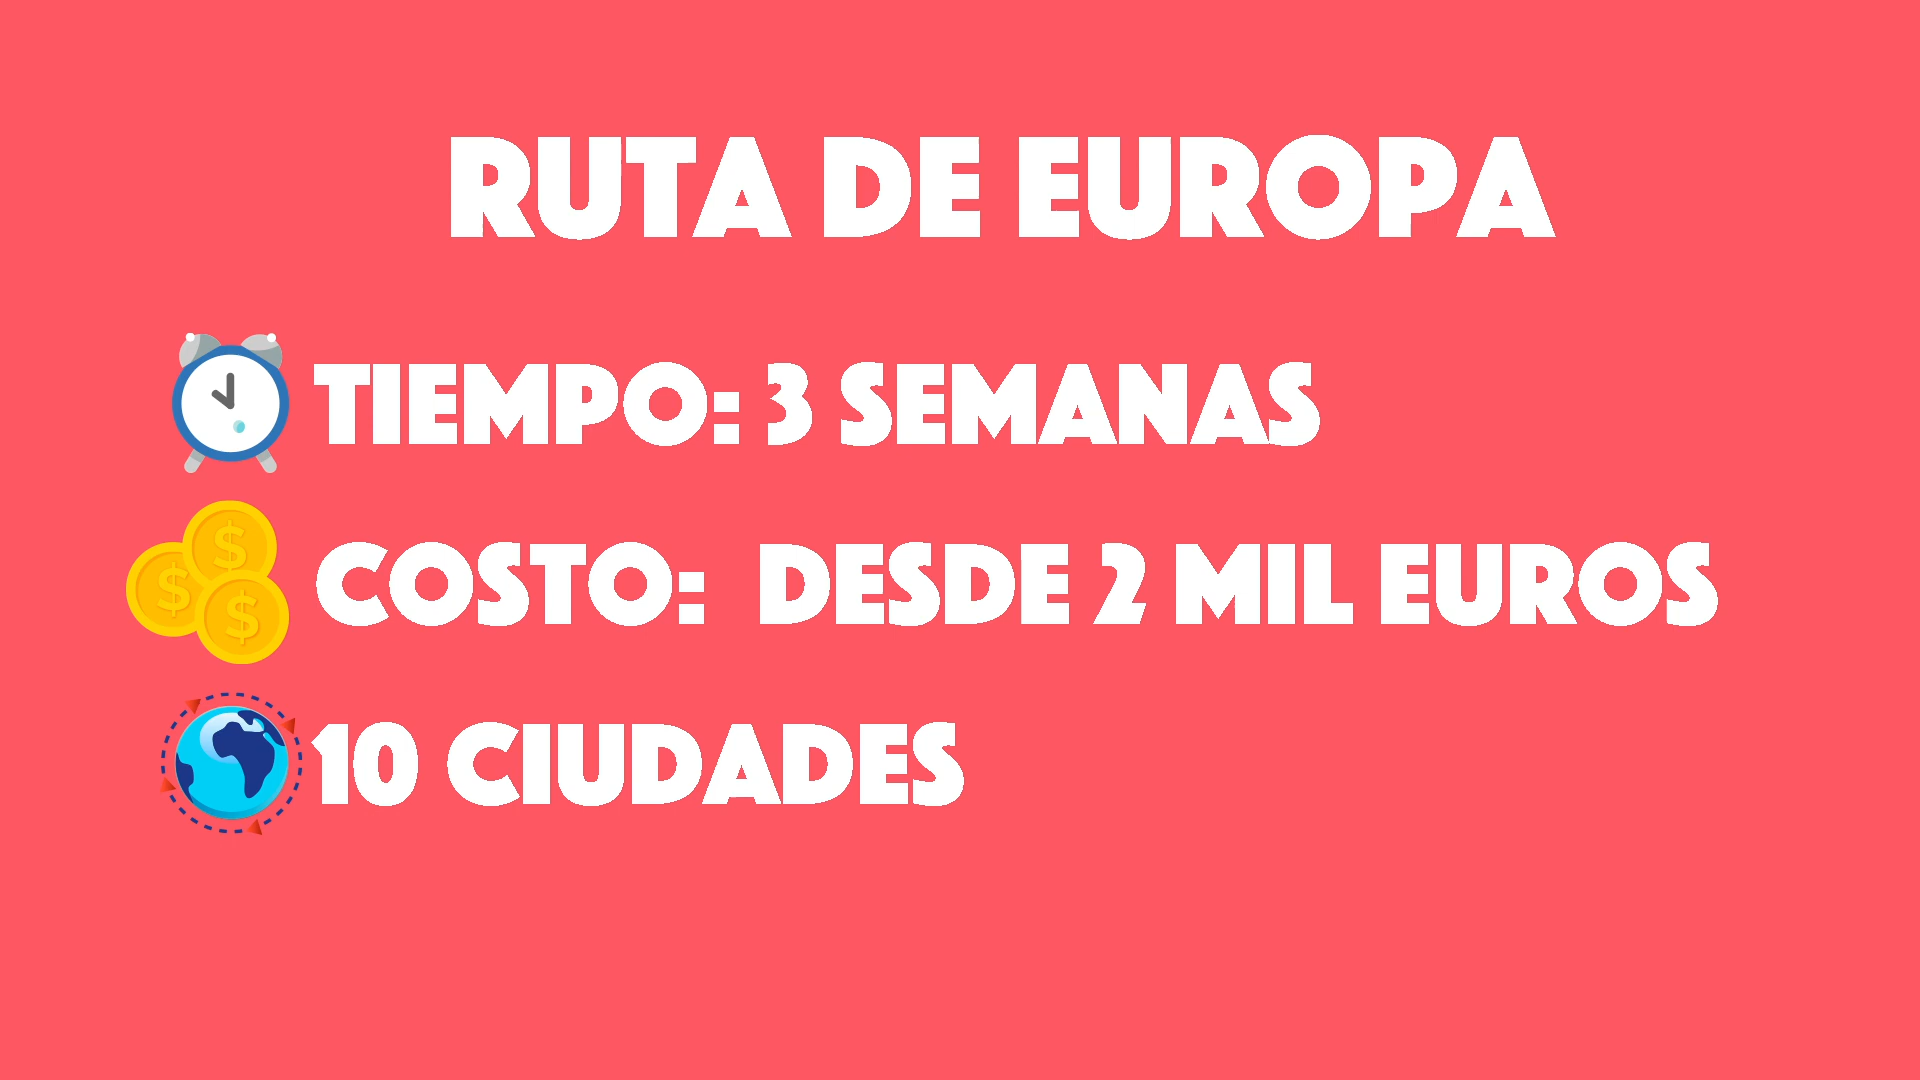 RUTA DE EUROPA
TIEMPO: 3 SEMANAS
COSTO: DESDE 2 MIL EUROS
10 CIUDADES